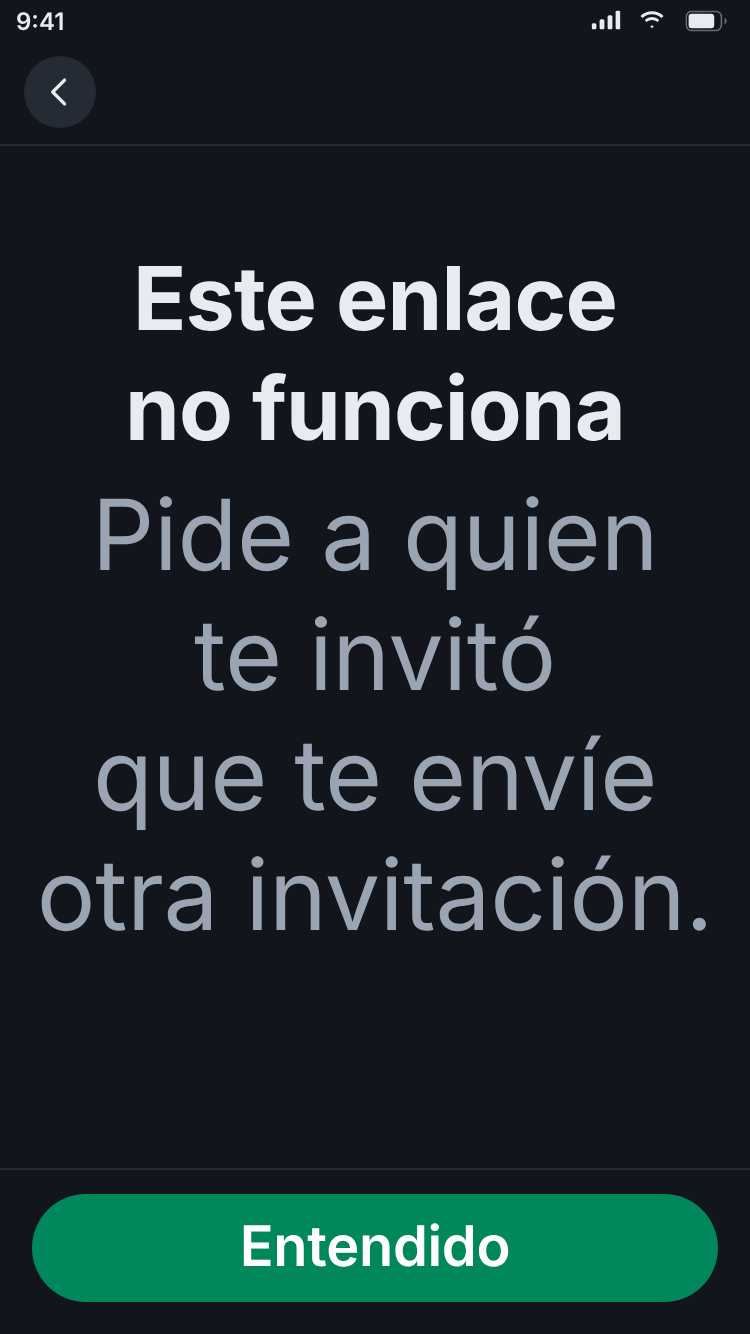 9:41
Este enlace
no funciona
Pide a quien
te invitó
que te envíe
otra invitación.
Entendido